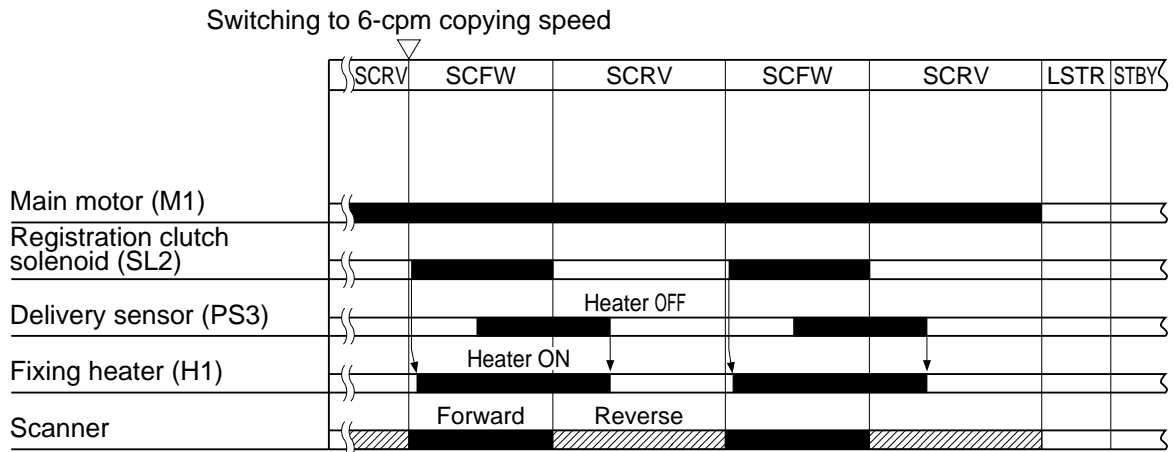 Switching to 6-cpm copying speed
SCRV SCFW SCRV SCFW SCRV LSTR STBY
Main motor (M1)
Registration clutch
solenoid (SL2)
Heater OFF
Delivery sensor (PS3)
Heater ON
Fixing heater (H1)
Forward Reverse
Scanner